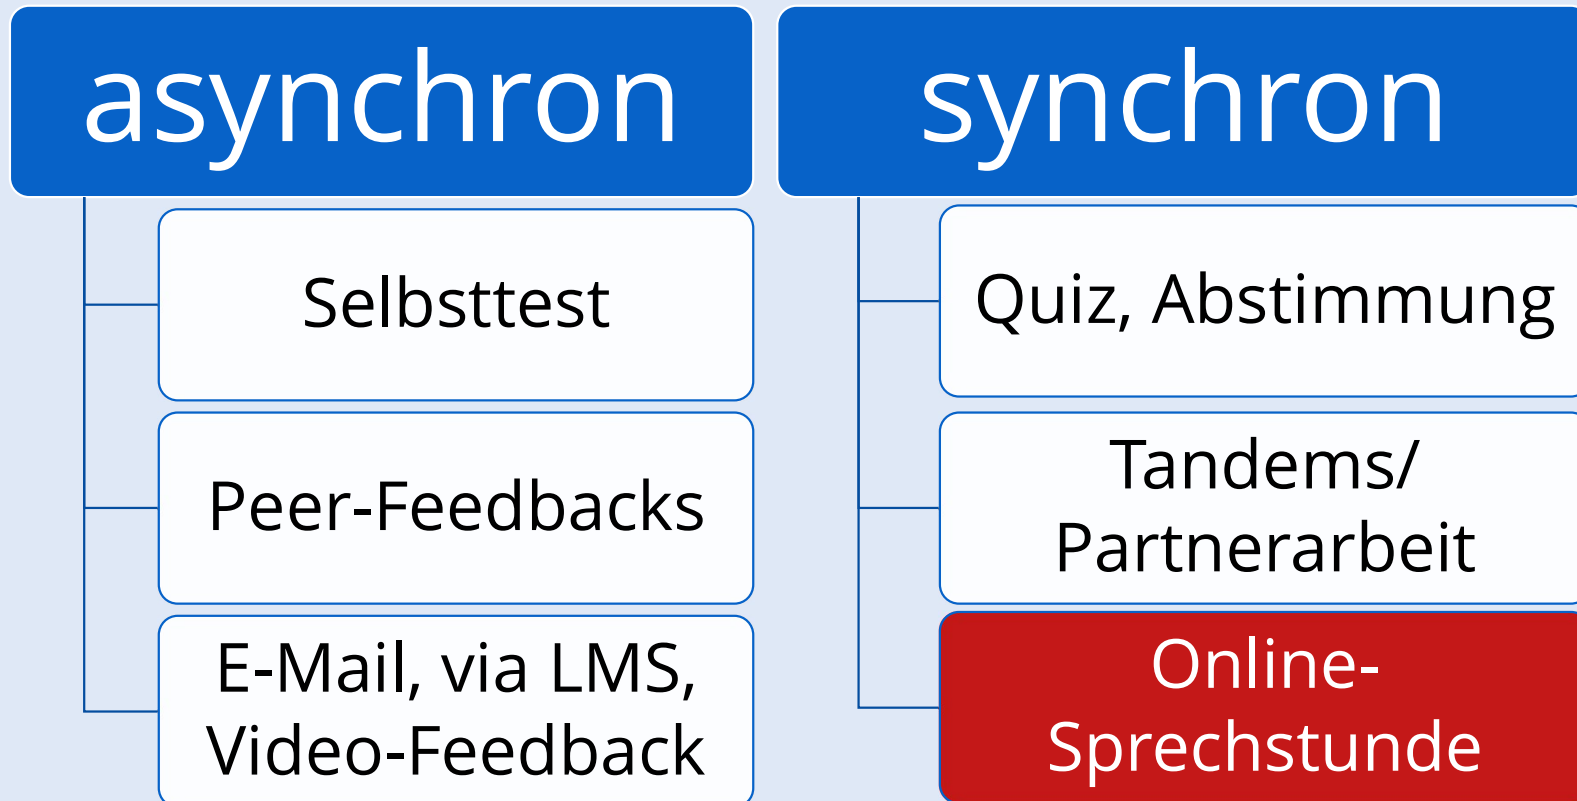 asynchron
Selbsttest
Peer-Feedbacks
E-Mail, via LMS,
Video-Feedback
synchron
Quiz, Abstimmung
Tandems/
Partnerarbeit
Online-
Sprechstunde